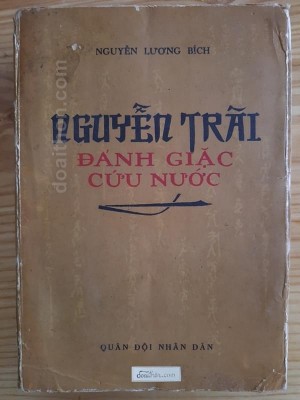 NGUYỄN LƯƠNG BÍCH
NGUYỄN TRÃI
ĐÁNH GIẶC
CỨU NƯỚC
QUÂN ĐỘI NHÂN DÂN